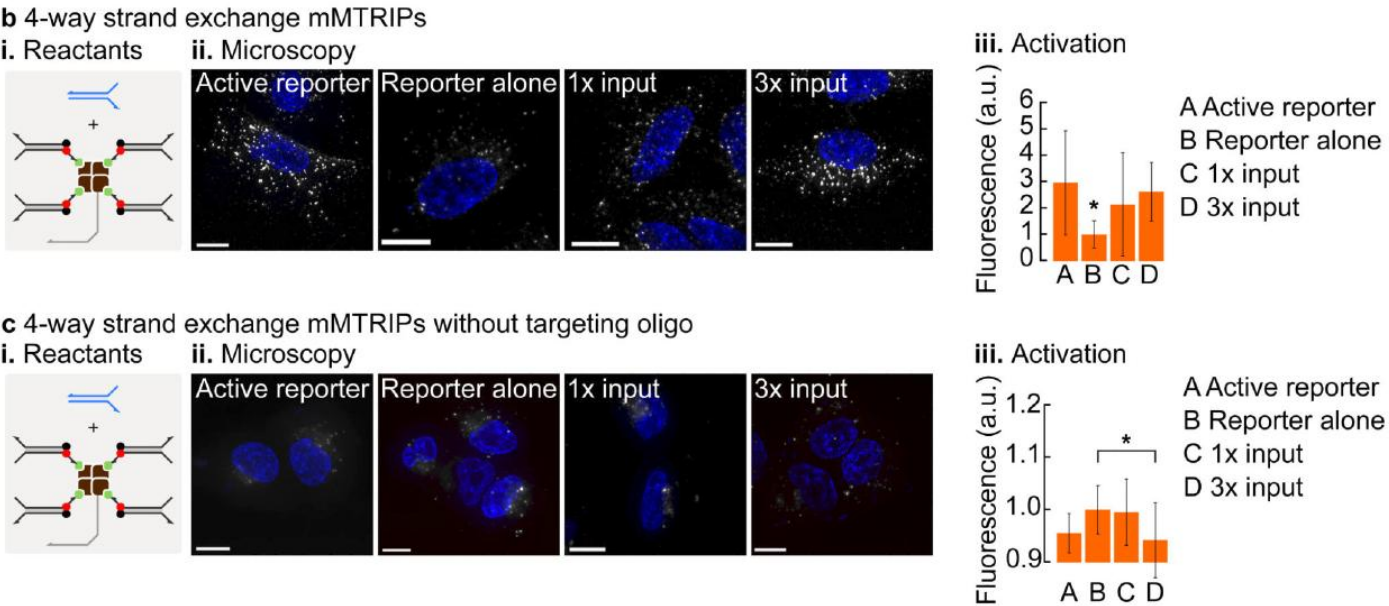 b 4-way strand exchange mMTRIPs
i. Reactants
ii. Microscopy
iii. Activation
+
Active reporter
Reporter alone
1x input
3x input
Fluorescence (a.u.)
6
5
4
3
2
1
0
*
A B C D
A Active reporter
B Reporter alone
C 1x input
D 3x input
c 4-way strand exchange mMTRIPs without targeting oligo
i. Reactants
ii. Microscopy
iii. Activation
+
Active reporter
Reporter alone
1x input
3x input
Fluorescence (a.u.)
1.2
1.1
1.0
0.9
*
A B C D
A Active reporter
B Reporter alone
C 1x input
D 3x input